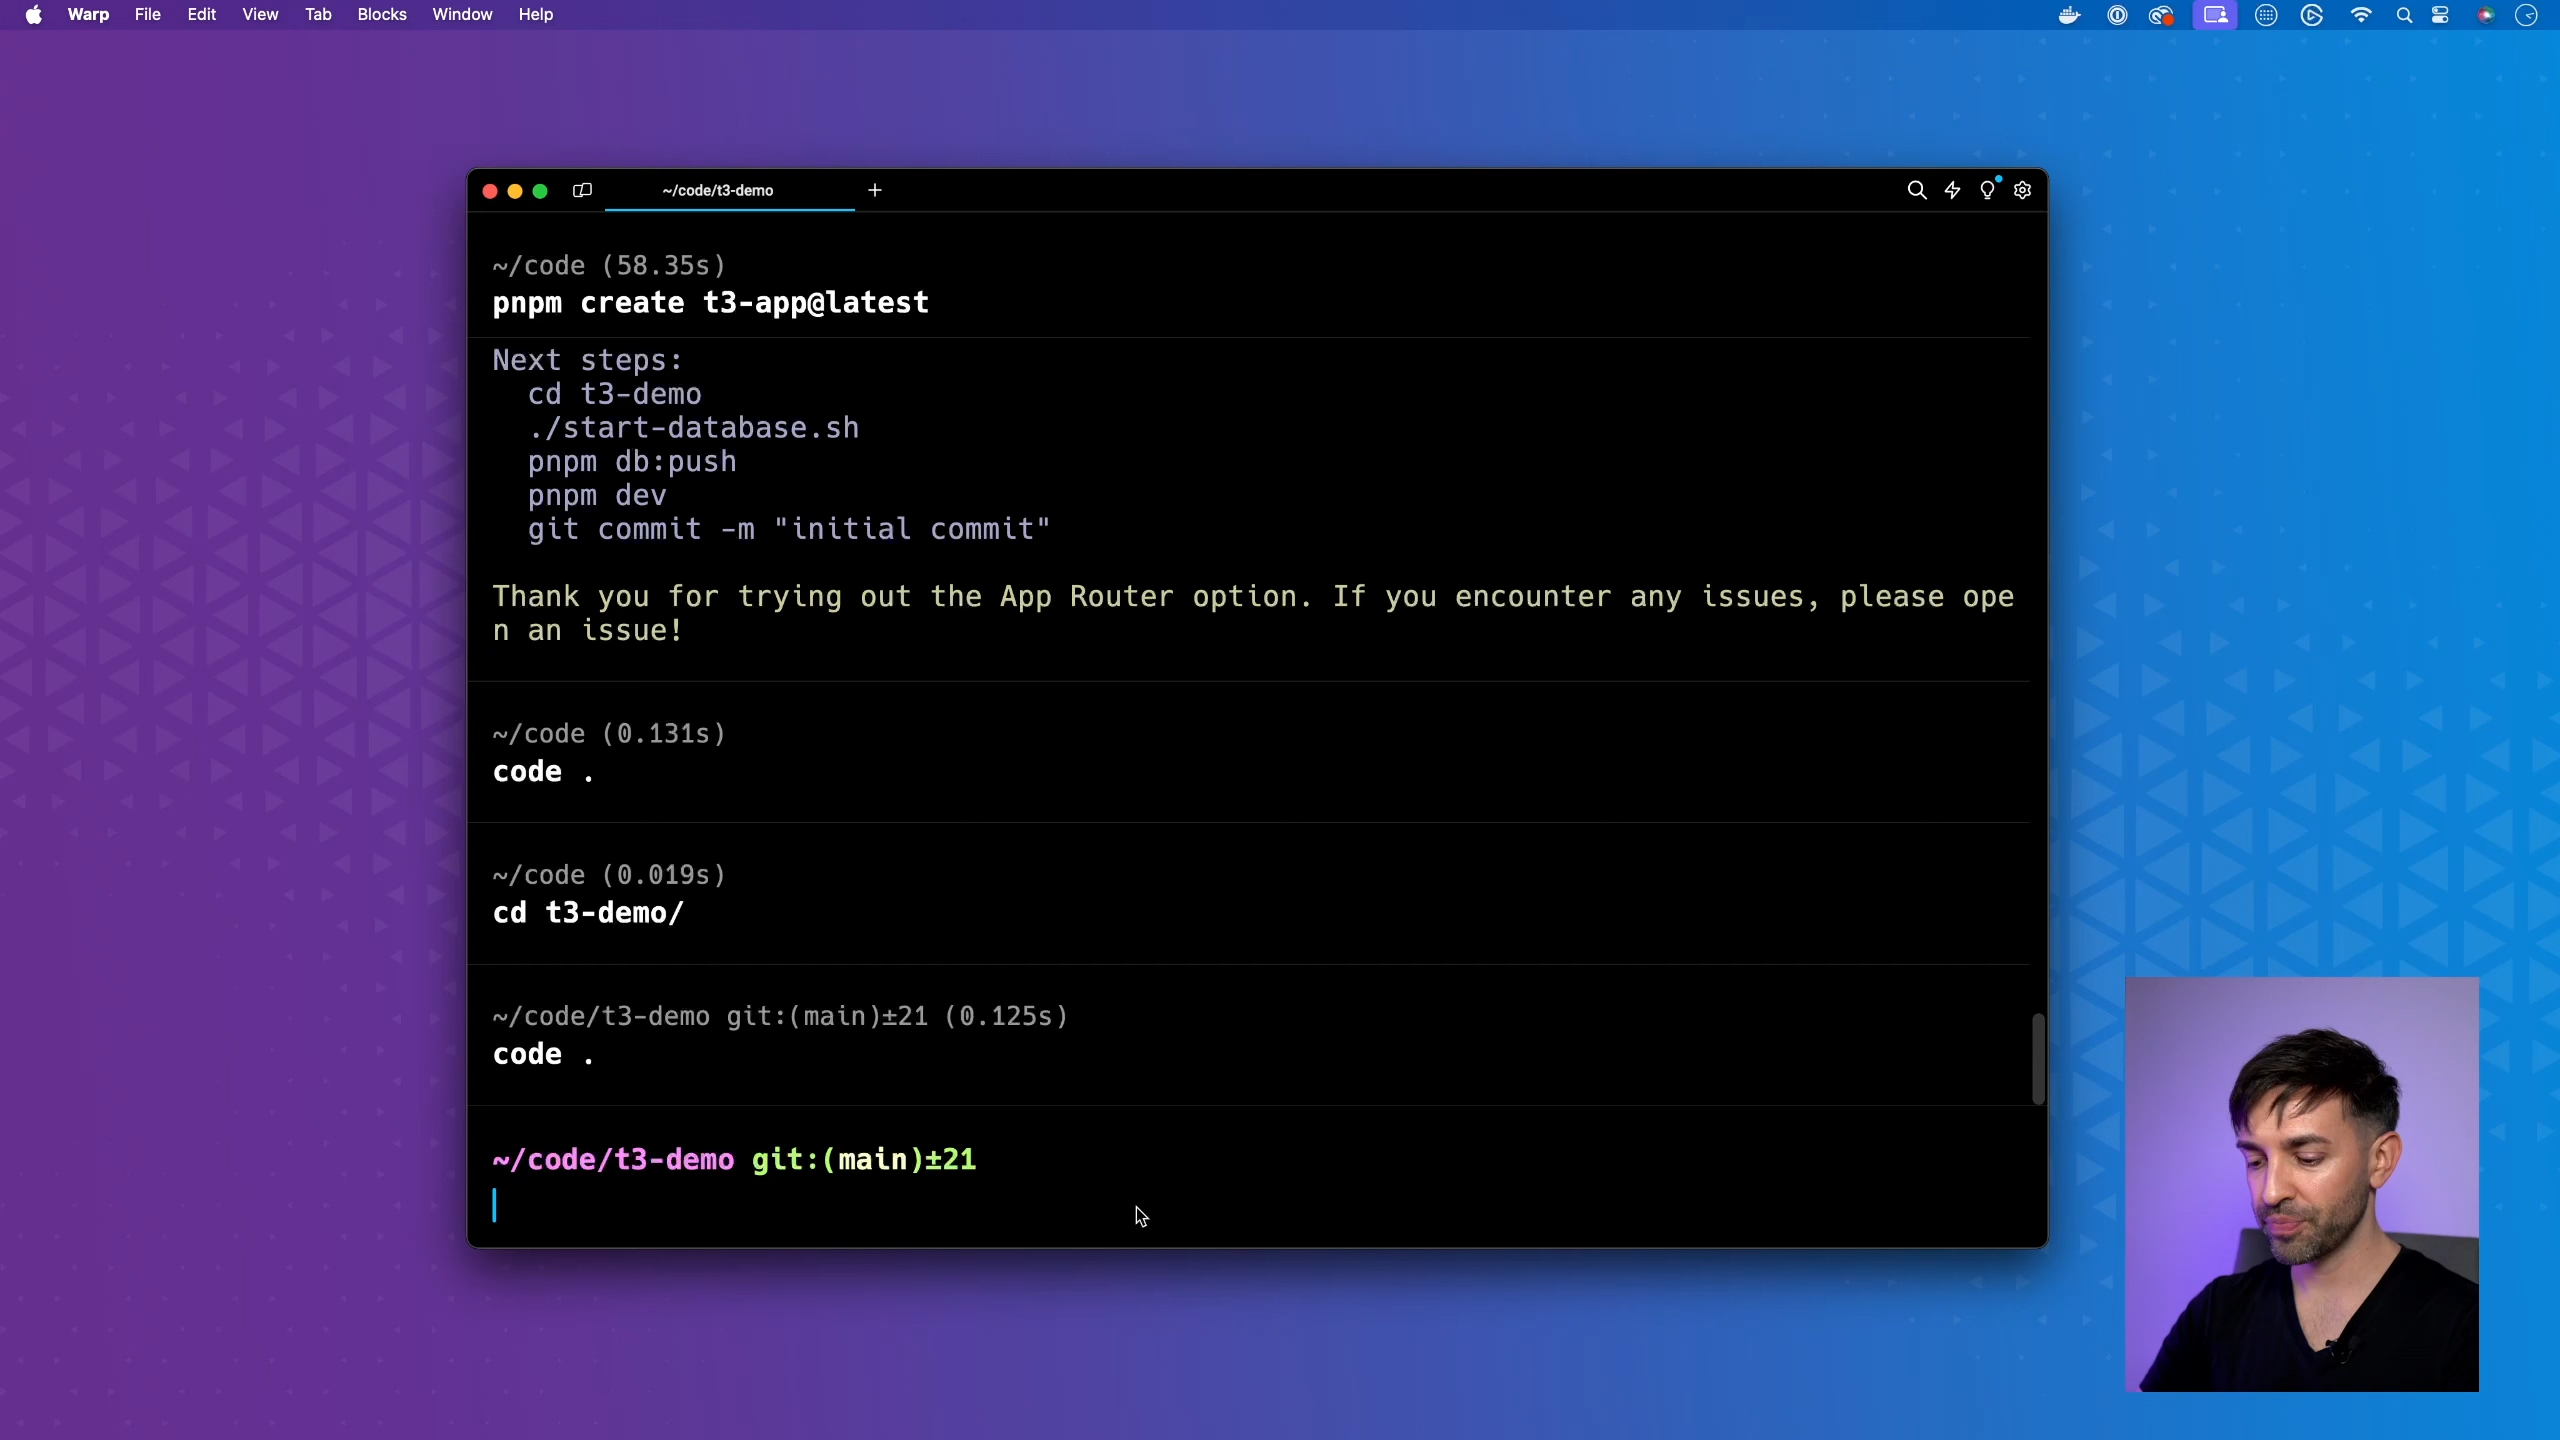 Warp File Edit View Tab Blocks Window Help
~/code/t3-demo
~/code (58.35s)
pnpm create t3-app@latest
Next steps:
cd t3-demo
./start-database.sh
pnpm db:push
pnpm dev
git commit -m "initial commit"
Thank you for trying out the App Router option. If you encounter any issues, please ope
n an issue!
~/code (0.131s)
code .
~/code (0.019s)
cd t3-demo/
~/code/t3-demo git:(main)±21 (0.125s)
code .
~/code/t3-demo git:(main)±21